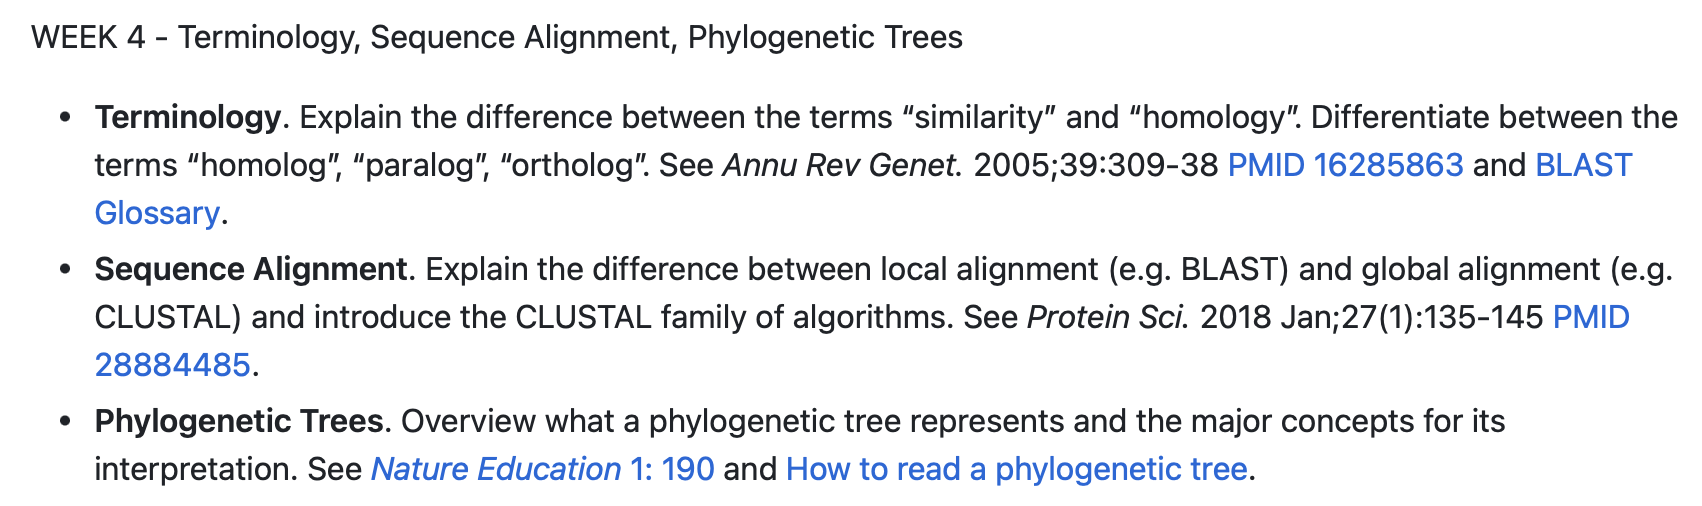 WEEK 4 - Terminology, Sequence Alignment, Phylogenetic Trees
• Terminology. Explain the difference between the terms “similarity” and “homology”. Differentiate between the
terms “homolog”, “paralog”, “ortholog”. See Annu Rev Genet. 2005;39:309-38 PMID 16285863 and BLAST
Glossary.
• Sequence Alignment. Explain the difference between local alignment (e.g. BLAST) and global alignment (e.g.
CLUSTAL) and introduce the CLUSTAL family of algorithms. See Protein Sci. 2018 Jan;27(1):135-145 PMID
28884485.
• Phylogenetic Trees. Overview what a phylogenetic tree represents and the major concepts for its
interpretation. See Nature Education 1: 190 and How to read a phylogenetic tree.